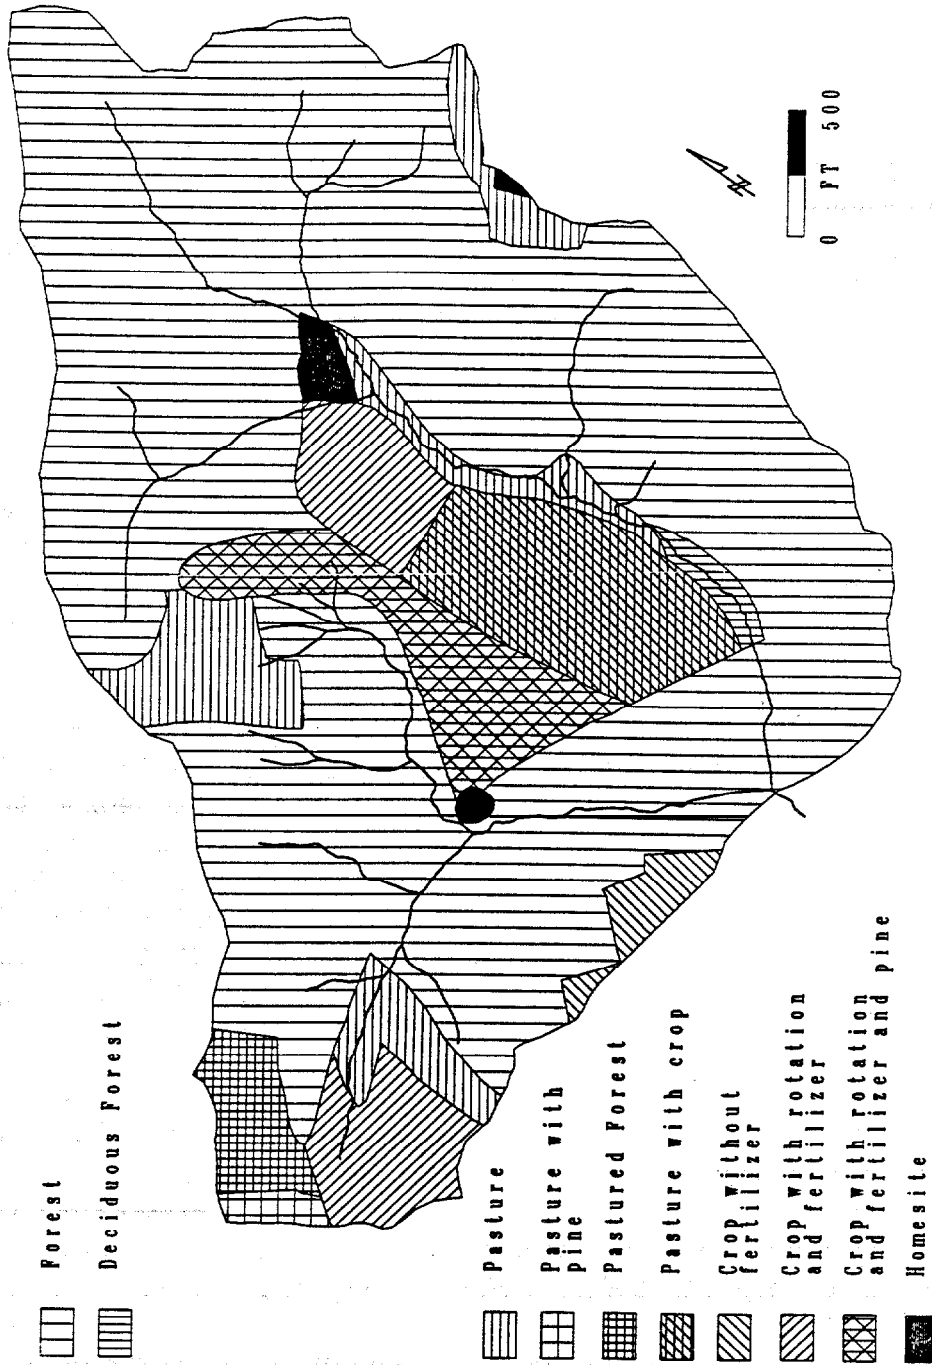 Forest
Deciduous Forest
Pasture
Pasture with
pine
Pastured Forest
Pasture with crop
Crop without
fertilizer
Crop with rotation
and fertilizer
Crop with rotation
and fertilizer and pine
Homesite
N
0 FT 500